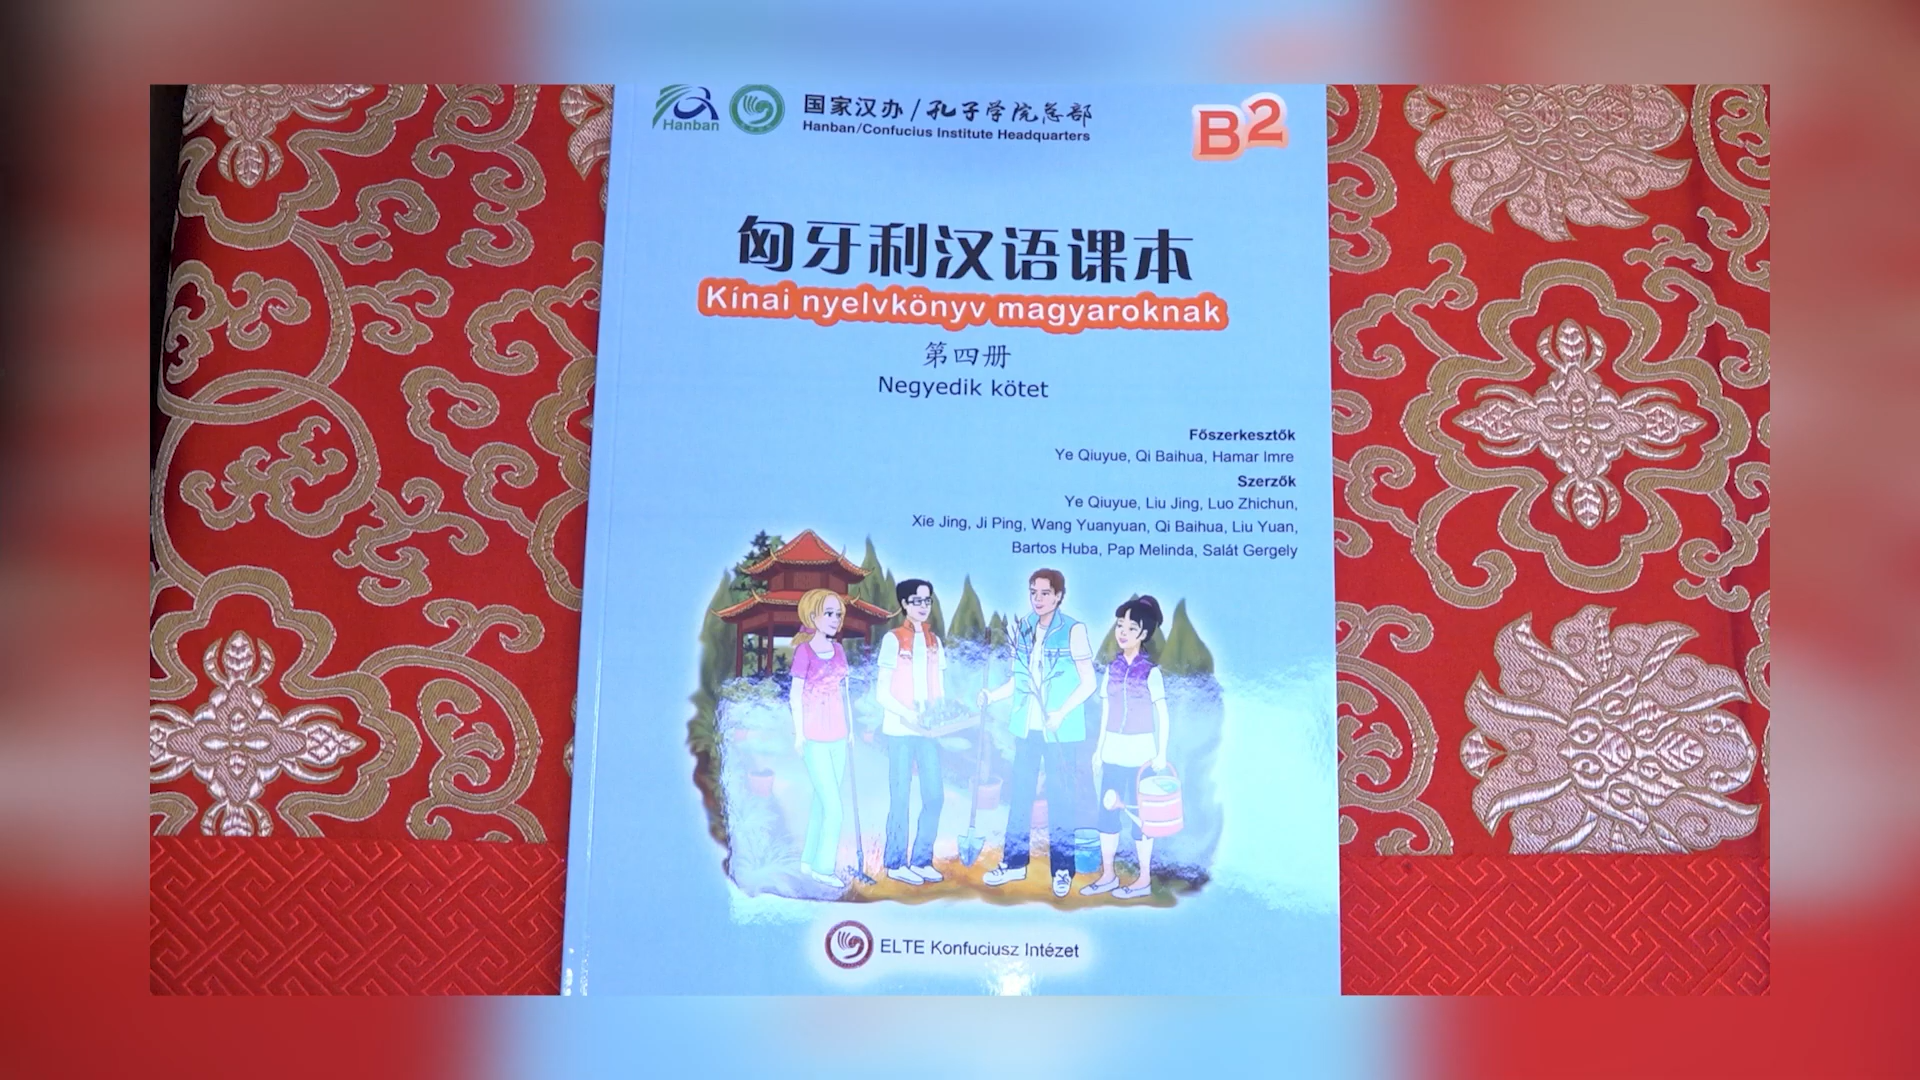 Hanban
国家汉办/孔子学院总部
Hanban/Confucius Institute Headquarters
B2
匈牙利汉语课本
Kínai nyelvkönyv magyaroknak
第四册
Negyedik kötet
Főszerkesztők
Ye Qiuyue, Qi Baihua, Hamar Imre
Szerzők
Ye Qiuyue, Liu Jing, Luo Zhichun,
Xie Jing, Ji Ping, Wang Yuanyuan, Qi Baihua, Liu Yuan,
Bartos Huba, Pap Melinda, Salát Gergely
ELTE Konfuciusz Intézet